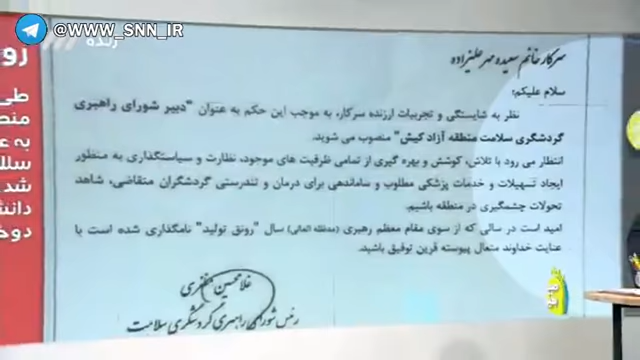 @WWW_SNN_IR
زنده
سرکار خانم سعیده مهرعلیزاده
سلام علیکم؛
نظر به شایستگی و تجربیات ارزنده سرکار، به موجب این حکم به عنوان "دبیر شورای راهبری
گردشگری سلامت منطقه آزاد کیش" منصوب می شوید.
انتظار می رود با تلاش، کوشش و بهره گیری از تمامی ظرفیت های موجود، نظارت و سیاستگذاری به منظور
ایجاد تسهیلات و خدمات پزشکی مطلوب و ساماندهی برای درمان و تندرستی گردشگران متقاضی، شاهد
تحولات چشمگیری در منطقه باشیم.
امید است در سالی که از سوی مقام معظم رهبری (مدظله العالی) سال "رونق تولید" نامگذاری شده است با
عنایت خداوند متعال پیوسته قرین توفیق باشید.
غلامحسین مظفری
رئیس شورای راهبری گردشگری سلامت
طی
به
شد